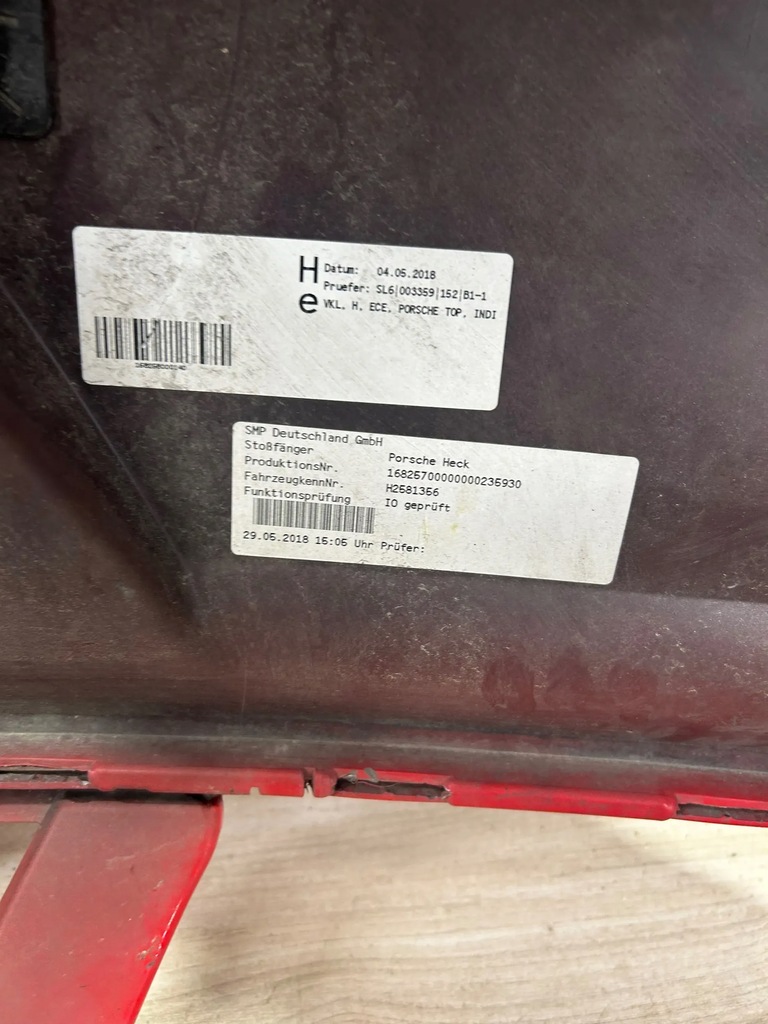 H
e
Datum: 04.05.2018
Pruefer: SL6|003359|152|B1-1
VKL. H. ECE. PORSCHE TOP. INDI
SMP Deutschland GmbH
Stoßfänger Porsche Heck
ProduktionsNr. 16825700000000235930
FahrzeugkennNr. H2581356
Funktionsprüfung IO geprüft
29.05.2018 15:05 Uhr Prüfer: